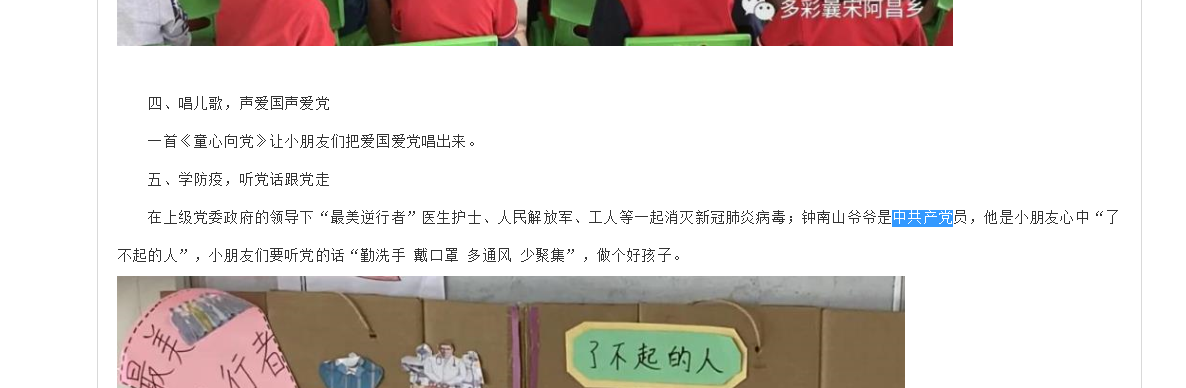 多彩曩宋阿昌乡
四、唱儿歌，声爱国声爱党
一首《童心向党》让小朋友们把爱国爱党唱出来。
五、学防疫，听党话跟党走
在上级党委政府的领导下“最美逆行者”医生护士、人民解放军、工人等一起消灭新冠肺炎病毒；钟南山爷爷是中共产党员，他是小朋友心中“了
不起的人”，小朋友们要听党的话“勤洗手 戴口罩 多通风 少聚集”，做个好孩子。
最美
行者
了不起的人